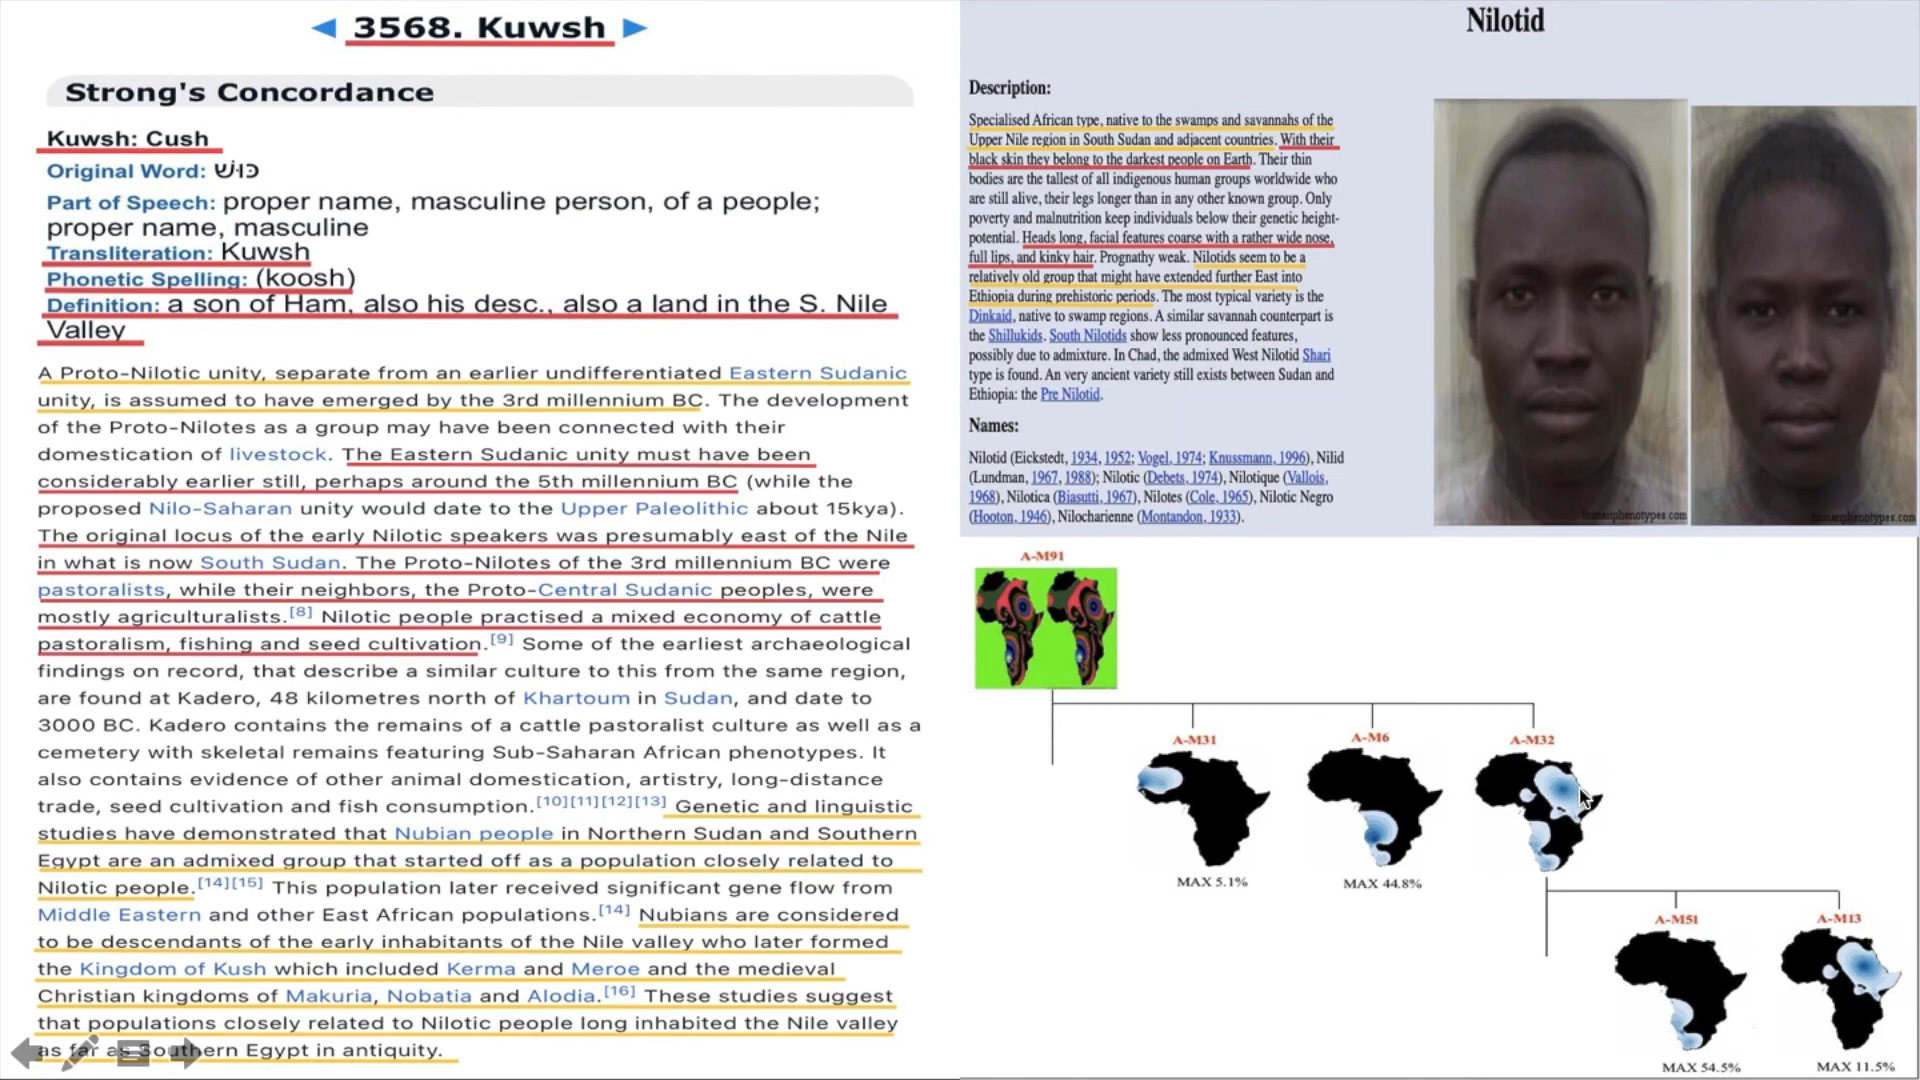 3568. Kuwsh
Strong's Concordance
Kuwsh: Cush
Original Word: כּוּשׁ
Part of Speech: proper name, masculine person, of a people;
proper name, masculine
Transliteration: Kuwsh
Phonetic Spelling: (koosh)
Definition: a son of Ham, also his desc., also a land in the S. Nile
Valley
A Proto-Nilotic unity, separate from an earlier undifferentiated Eastern Sudanic
unity, is assumed to have emerged by the 3rd millennium BC. The development
of the Proto-Nilotes as a group may have been connected with their
domestication of livestock. The Eastern Sudanic unity must have been
considerably earlier still, perhaps around the 5th millennium BC (while the
proposed Nilo-Saharan unity would date to the Upper Paleolithic about 15kya).
The original locus of the early Nilotic speakers was presumably east of the Nile
in what is now South Sudan. The Proto-Nilotes of the 3rd millennium BC were
pastoralists, while their neighbors, the Proto-Central Sudanic peoples, were
mostly agriculturalists.[8] Nilotic people practised a mixed economy of cattle
pastoralism, fishing and seed cultivation.[9] Some of the earliest archaeological
findings on record, that describe a similar culture to this from the same region,
are found at Kadero, 48 kilometres north of Khartoum in Sudan, and date to
3000 BC. Kadero contains the remains of a cattle pastoralist culture as well as a
cemetery with skeletal remains featuring Sub-Saharan African phenotypes. It
also contains evidence of other animal domestication, artistry, long-distance
trade, seed cultivation and fish consumption.[10][11][12][13] Genetic and linguistic
studies have demonstrated that Nubian people in Northern Sudan and Southern
Egypt are an admixed group that started off as a population closely related to
Nilotic people.[14][15] This population later received significant gene flow from
Middle Eastern and other East African populations.[14] Nubians are considered
to be descendants of the early inhabitants of the Nile valley who later formed
the Kingdom of Kush which included Kerma and Meroe and the medieval
Christian kingdoms of Makuria, Nobatia and Alodia.[16] These studies suggest
that populations closely related to Nilotic people long inhabited the Nile valley
as far as Southern Egypt in antiquity.
Nilotid
Description:
Specialised African type, native to the swamps and savannahs of the
Upper Nile region in South Sudan and adjacent countries. With their
black skin they belong to the darkest people on Earth. Their thin
bodies are the tallest of all indigenous human groups worldwide who
are still alive, their legs longer than in any other known group. Only
poverty and malnutrition keep individuals below their genetic height-
potential. Heads long, facial features coarse with a rather wide nose,
full lips, and kinky hair. Prognathy weak. Nilotids seem to be a
relatively old group that might have extended further East into
Ethiopia during prehistoric periods. The most typical variety is the
Dinkaid, native to swamp regions. A similar savannah counterpart is
the Shillukids. South Nilotids show less pronounced features,
possibly due to admixture. In Chad, the admixed West Nilotid Shari
type is found. An very ancient variety still exists between Sudan and
Ethiopia: the Pre Nilotid.
Names:
Nilotid (Eickstedt, 1934, 1952; Vogel, 1974; Knussmann, 1996), Nilid
(Lundman, 1967, 1988); Nilotic (Debets, 1974), Nilotique (Vallois,
1968), Nilotica (Biasutti, 1967), Nilotes (Cole, 1965), Nilotic Negro
(Hooton, 1946), Nilocharienne (Montandon, 1933).
humanphenotypes.com
humanphenotypes.com
A-M91
A-M31
A-M6
A-M32
MAX 5.1%
MAX 44.8%
A-M51
A-M13
MAX 54.5%
MAX 11.5%